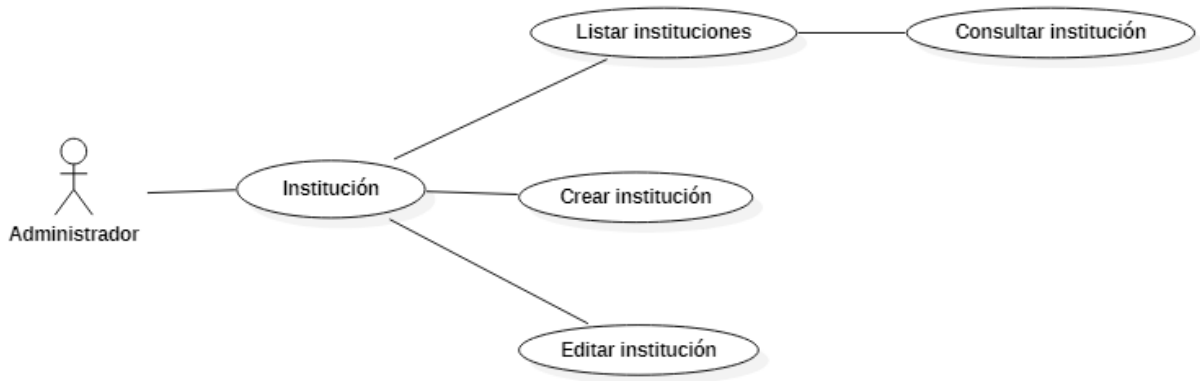 Listar instituciones
Consultar institución
Institución
Crear institución
Administrador
Editar institución